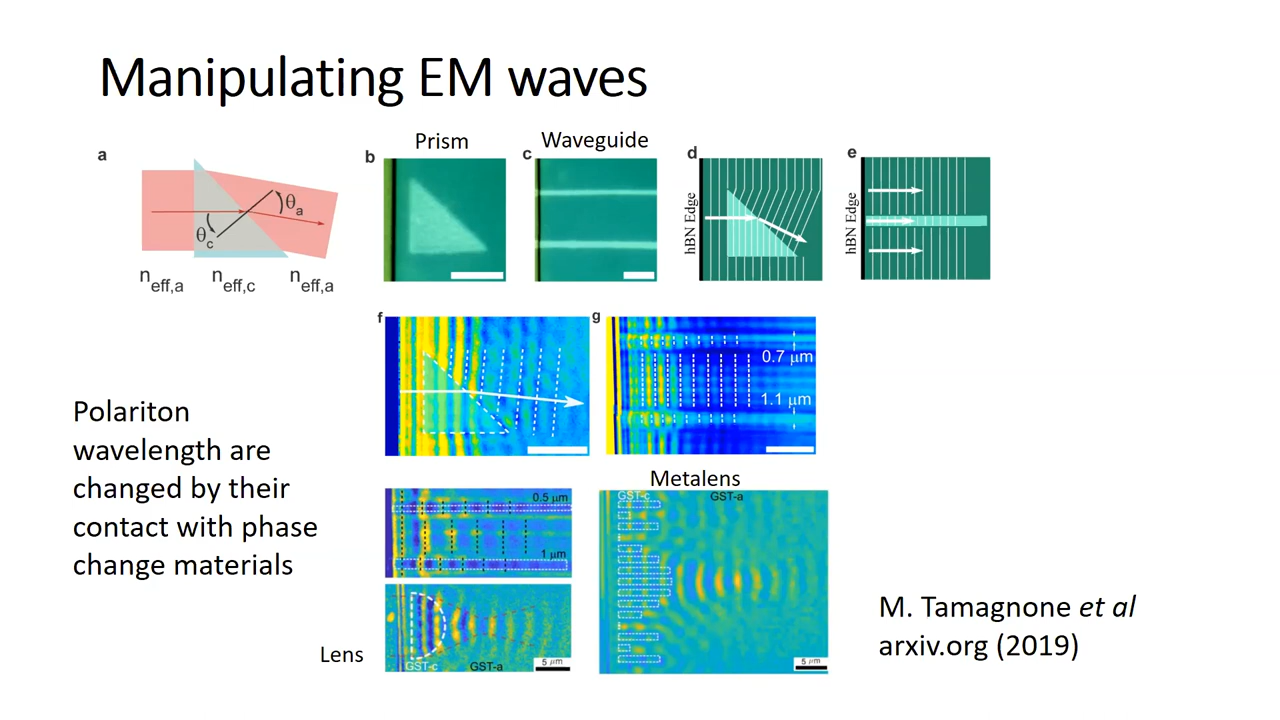 Manipulating EM waves
Prism
Waveguide
a
b
c
d
e
θc
θa
neff,a
neff,c
neff,a
hBN Edge
hBN Edge
f
g
0.7 μm
1.1 μm
Polariton
wavelength are
changed by their
contact with phase
change materials
Metalens
0.5 μm
1 μm
GST-c
GST-a
5 μm
GST-c
GST-a
5 μm
Lens
M. Tamagnone et al
arxiv.org (2019)